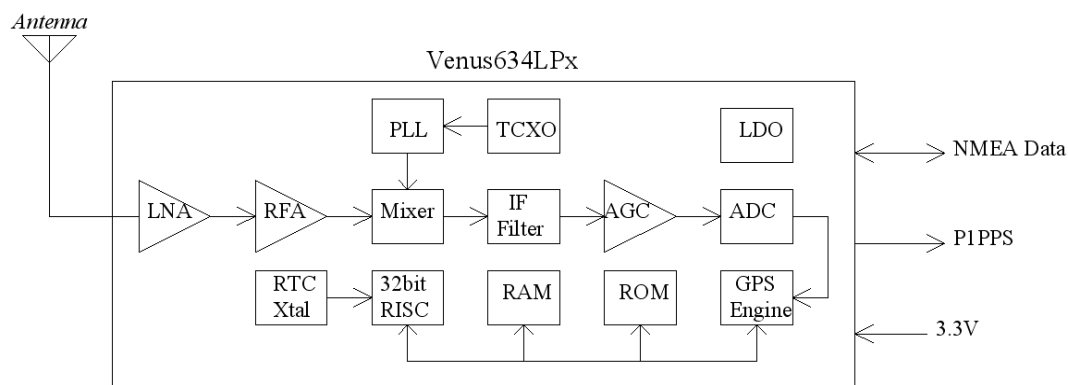 Antenna
Venus634LPx
PLL
TCXO
LDO
NMEA Data
LNA
RFA
Mixer
IF
Filter
AGC
ADC
P1PPS
RTC
Xtal
32bit
RISC
RAM
ROM
GPS
Engine
3.3V